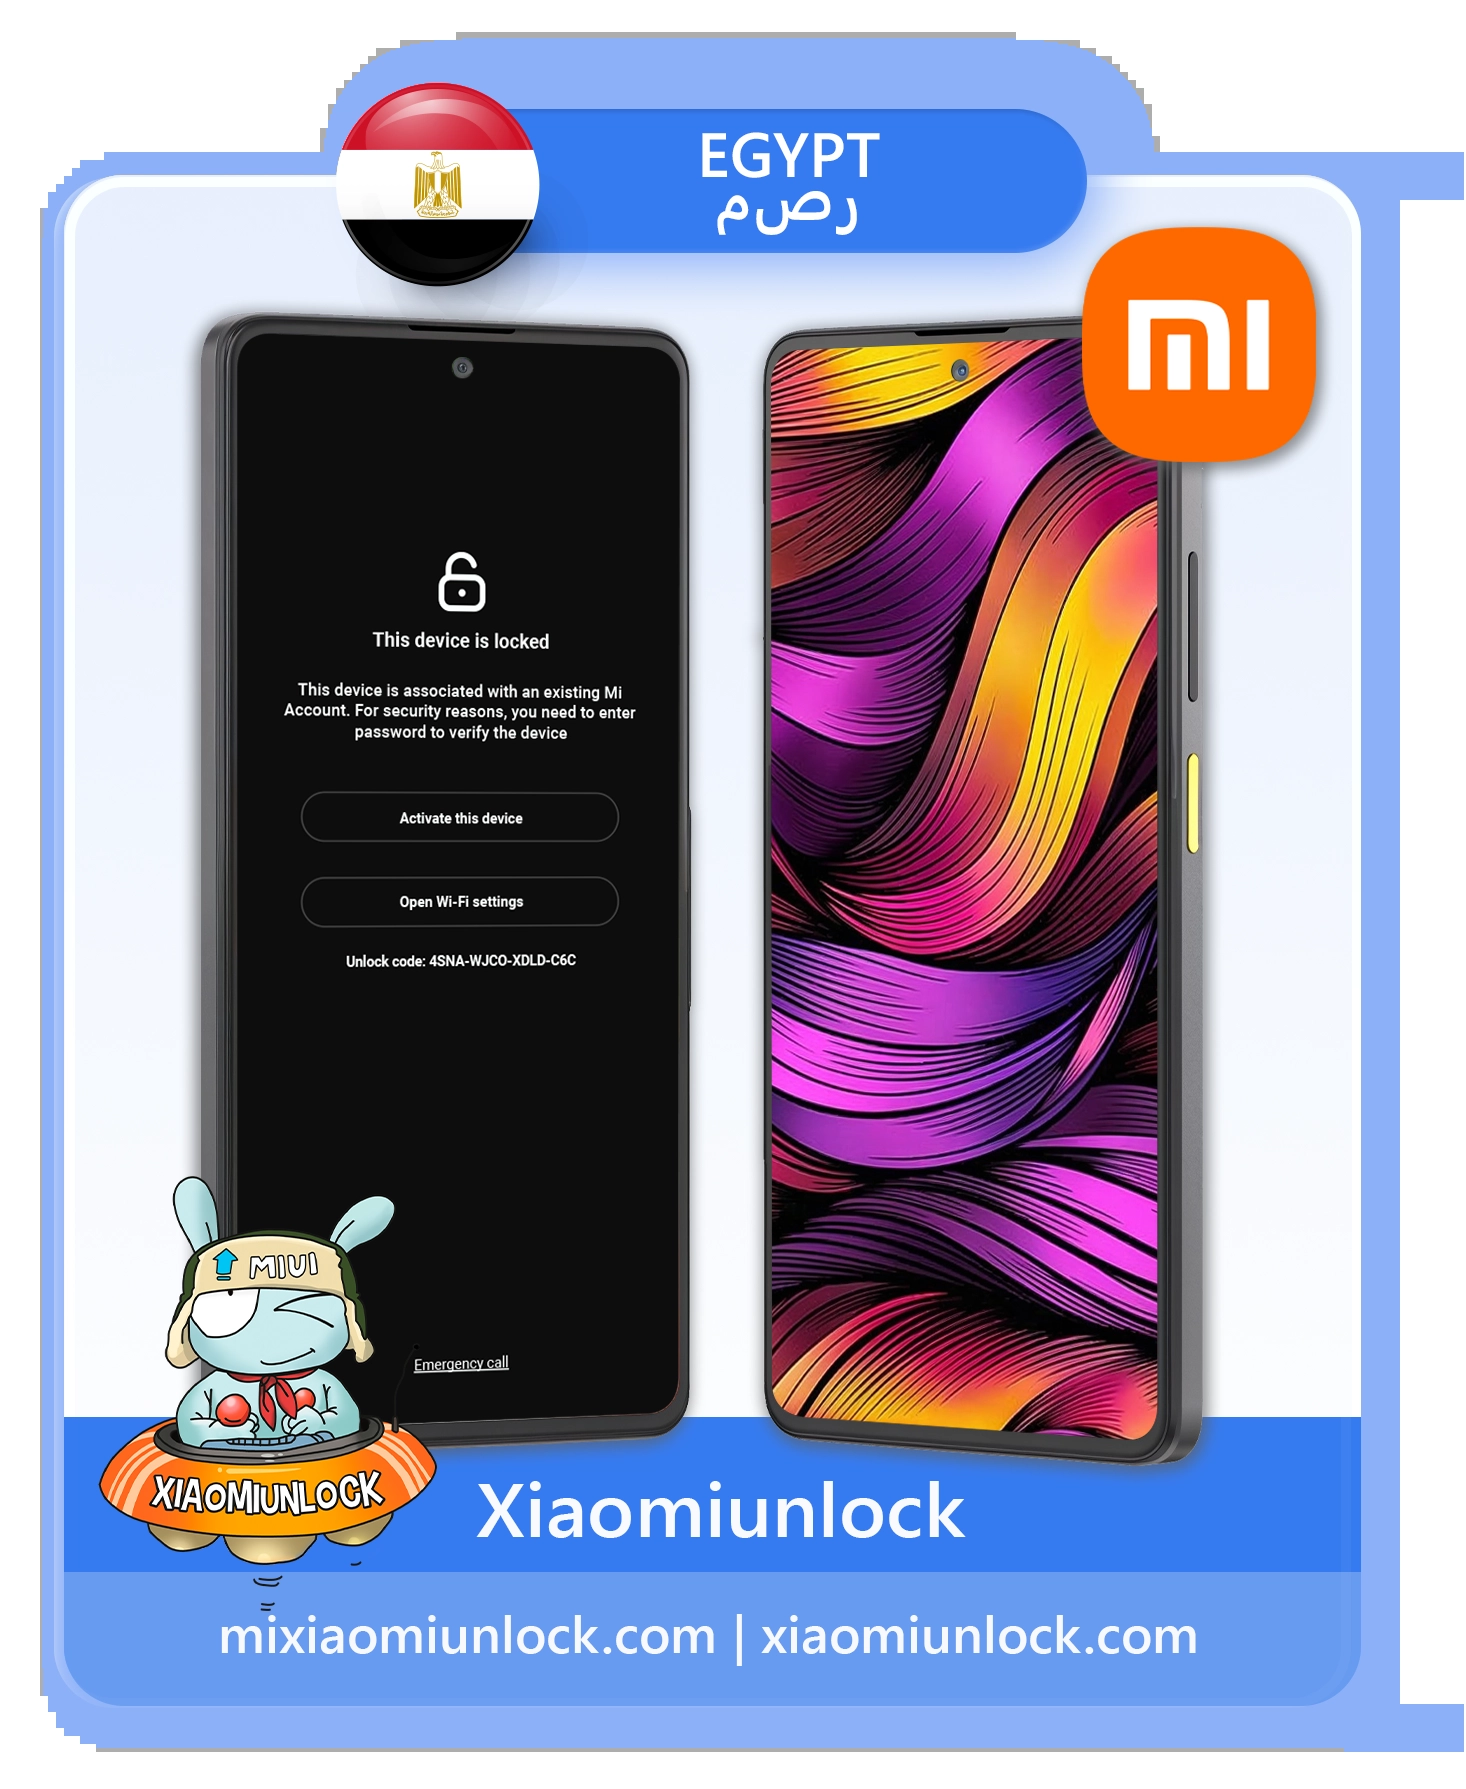 EGYPT
رصم
mi
This device is locked
This device is associated with an existing Mi
Account. For security reasons, you need to enter
password to verify the device
Activate this device
Open Wi-Fi settings
Unlock code: 4SNA-WJCO-XDLD-C6C
Emergency call
MIUI
XIAOMIUNLOCK
Xiaomiunlock
mixiaomiunlock.com | xiaomiunlock.com